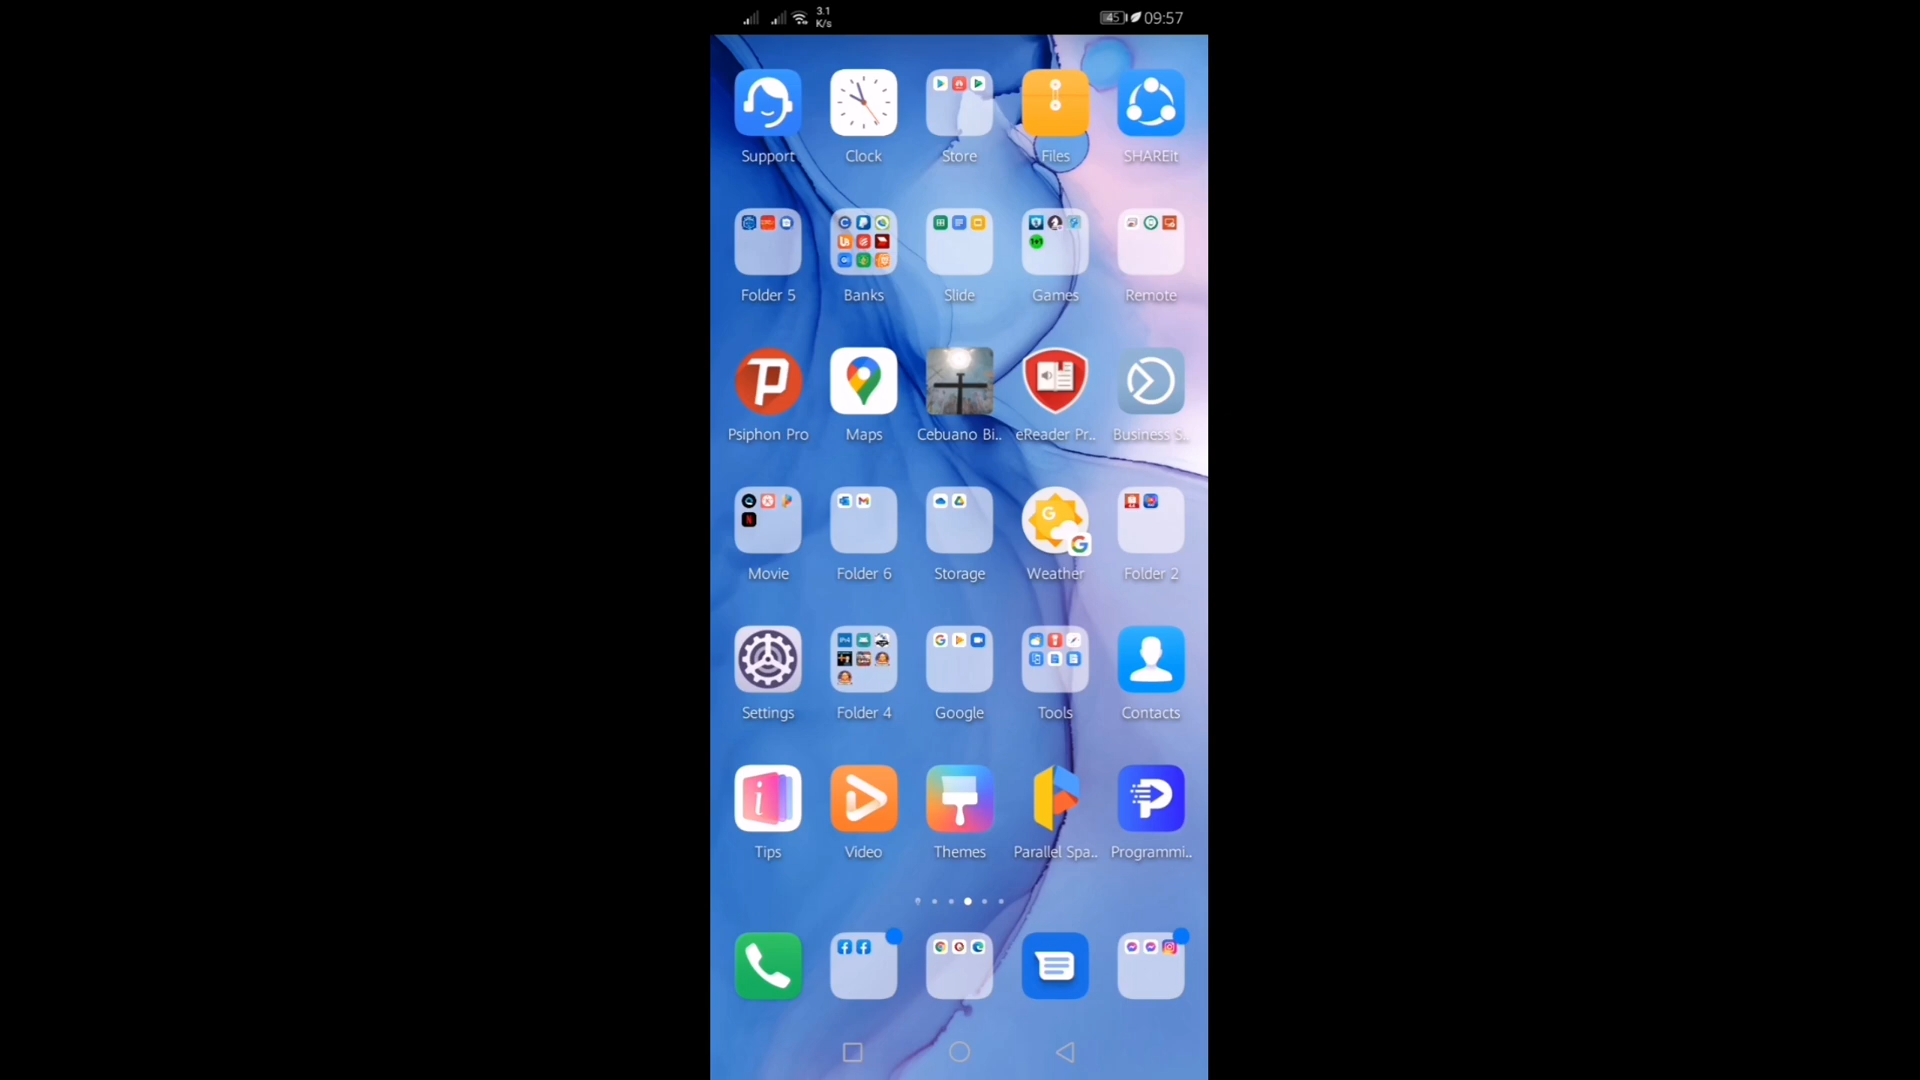 3.1
K/s
45
09:57
Support Clock Store Files SHAREit
Folder 5 Banks Slide Games Remote
Psiphon Pro Maps Cebuano Bi.. eReader Pr.. Business S..
Movie Folder 6 Storage Weather Folder 2
Settings Folder 4 Google Tools Contacts
Tips Video Themes Parallel Spa.. Programmi..